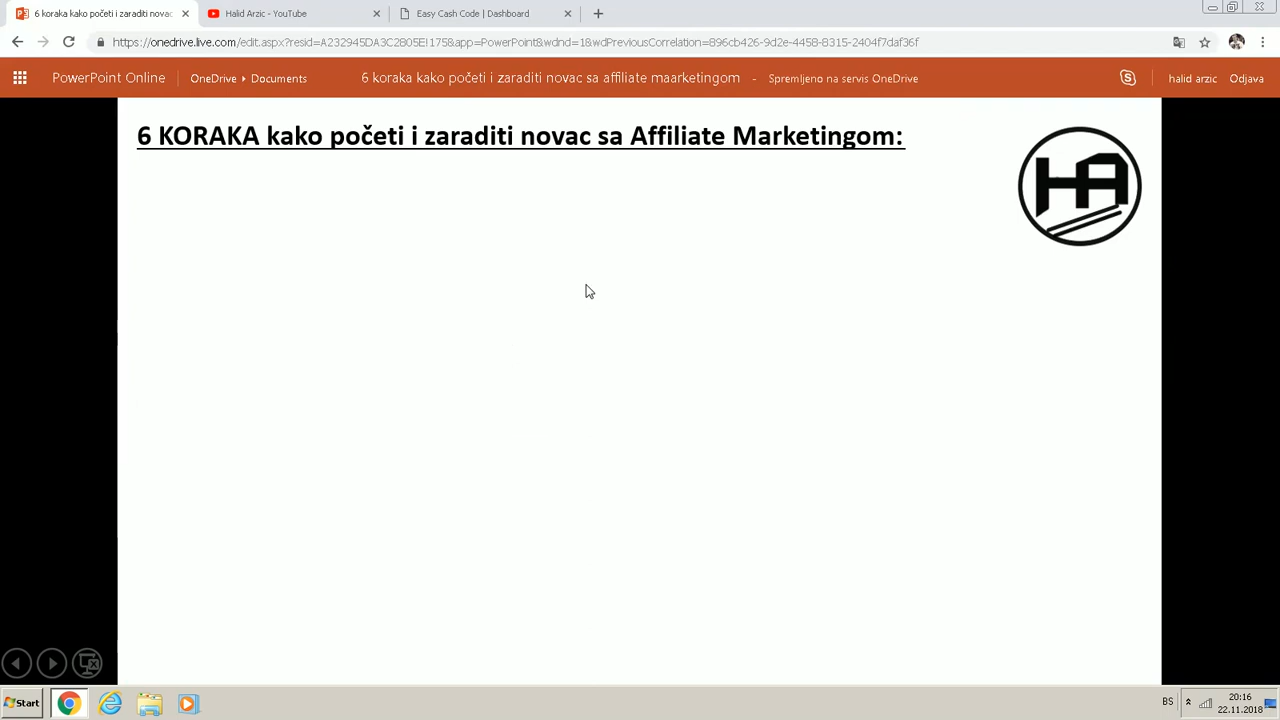 6 koraka kako početi i zaraditi novac
Halid Arzic - YouTube
Easy Cash Code | Dashboard
https://onedrive.live.com/edit.aspx?resid=A232945DA3C2805E!175&app=PowerPoint&wdnd=1&wdPreviousCorrelation=896cb426-9d2e-4458-8315-2404f7daf36f
PowerPoint Online
OneDrive ▸ Documents
6 koraka kako početi i zaraditi novac sa affiliate maarketingom - Spremljeno na servis OneDrive
halid arzic
Odjava
6 KORAKA kako početi i zaraditi novac sa Affiliate Marketingom:
HA
Start
BS
20:16
22.11.2018